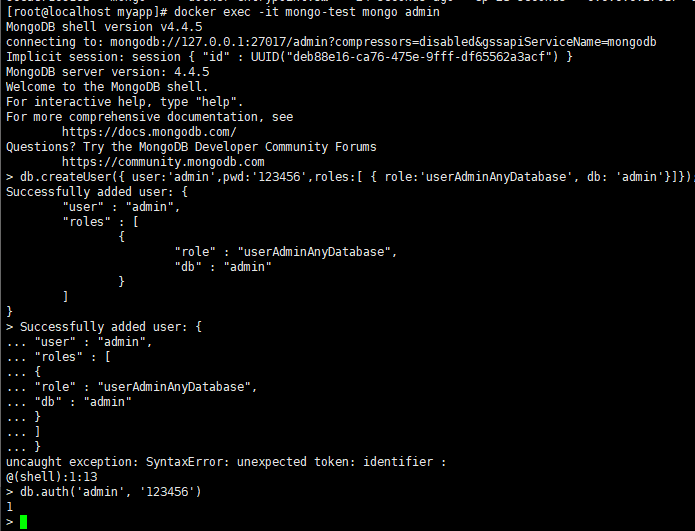 [root@localhost myapp]# docker exec -it mongo-test mongo admin
MongoDB shell version v4.4.5
connecting to: mongodb://127.0.0.1:27017/admin?compressors=disabled&gssapiServiceName=mongodb
Implicit session: session { "id" : UUID("deb88e16-ca76-475e-9fff-df65562a3acf") }
MongoDB server version: 4.4.5
Welcome to the MongoDB shell.
For interactive help, type "help".
For more comprehensive documentation, see
        https://docs.mongodb.com/
Questions? Try the MongoDB Developer Community Forums
        https://community.mongodb.com
> db.createUser({ user:'admin',pwd:'123456',roles:[ { role:'userAdminAnyDatabase', db: 'admin'}]});
Successfully added user: {
        "user" : "admin",
        "roles" : [
                {
                        "role" : "userAdminAnyDatabase",
                        "db" : "admin"
                }
        ]
}
> Successfully added user: {
... "user" : "admin",
... "roles" : [
... {
... "role" : "userAdminAnyDatabase",
... "db" : "admin"
... }
... ]
... }
uncaught exception: SyntaxError: unexpected token: identifier :
@(shell):1:13
> db.auth('admin', '123456')
1
>